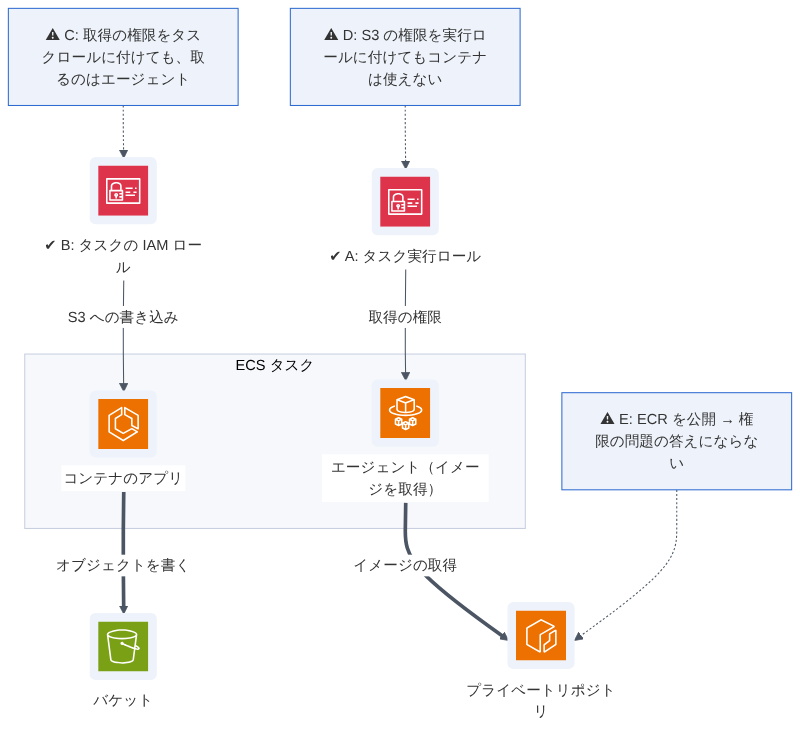 ⚠ C: 取得の権限をタス
クロールに付けても、取
るのはエージェント
⚠ D: S3 の権限を実行ロ
ールに付けてもコンテナ
は使えない
✔ B: タスクの IAM ロー
ル
✔ A: タスク実行ロール
S3 への書き込み
取得の権限
ECS タスク
コンテナのアプリ
エージェント（イメー
ジを取得）
⚠ E: ECR を公開 → 権
限の問題の答えにならな
い
オブジェクトを書く
イメージの取得
バケット
プライベートリポジト
リ